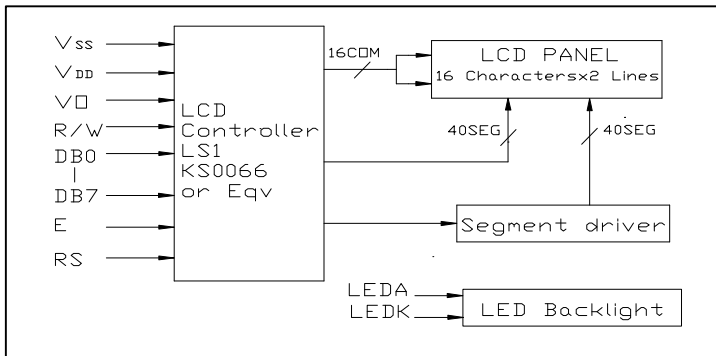 VSS
VDD
VO
R/W
DB0
|
DB7
E
RS
LCD
Controller
LS1
KS0066
or Eqv
16COM
LCD PANEL
16 Charactersx2 Lines
40SEG
40SEG
Segment driver
LEDA
LEDK
LED Backlight